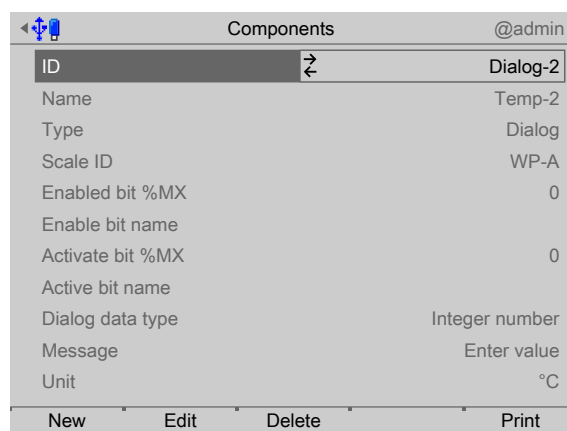 Components @admin
ID Dialog-2
Name Temp-2
Type Dialog
Scale ID WP-A
Enabled bit %MX 0
Enable bit name
Activate bit %MX 0
Active bit name
Dialog data type Integer number
Message Enter value
Unit °C
New Edit Delete Print